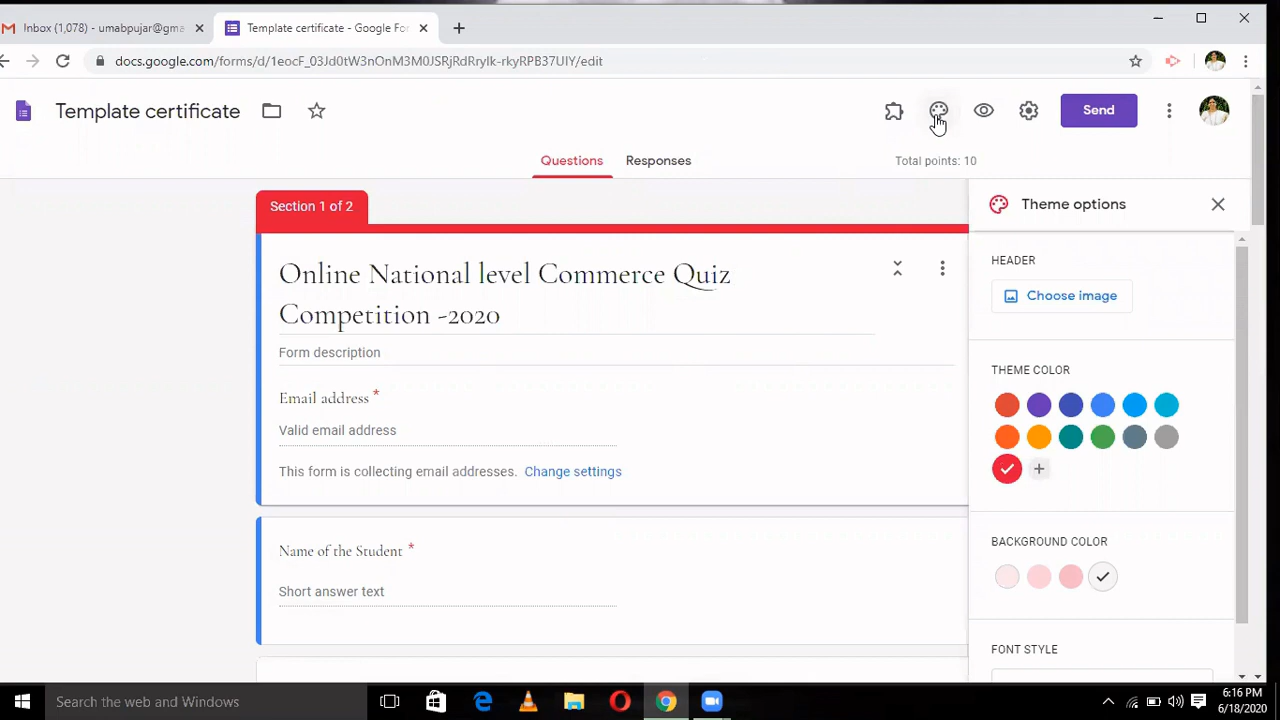 Inbox (1,078) - umabpujar@gma
Template certificate - Google For
docs.google.com/forms/d/1eocF_03Jd0tW3nOnM3M0JSRjRdRrylk-rkyRPB37UIY/edit
Template certificate
Send
Questions
Responses
Total points: 10
Section 1 of 2
Theme options
Online National level Commerce Quiz
Competition -2020
Form description
Email address *
Valid email address
This form is collecting email addresses. Change settings
Name of the Student *
Short answer text
HEADER
Choose image
THEME COLOR
BACKGROUND COLOR
FONT STYLE
Search the web and Windows
6:16 PM
6/18/2020